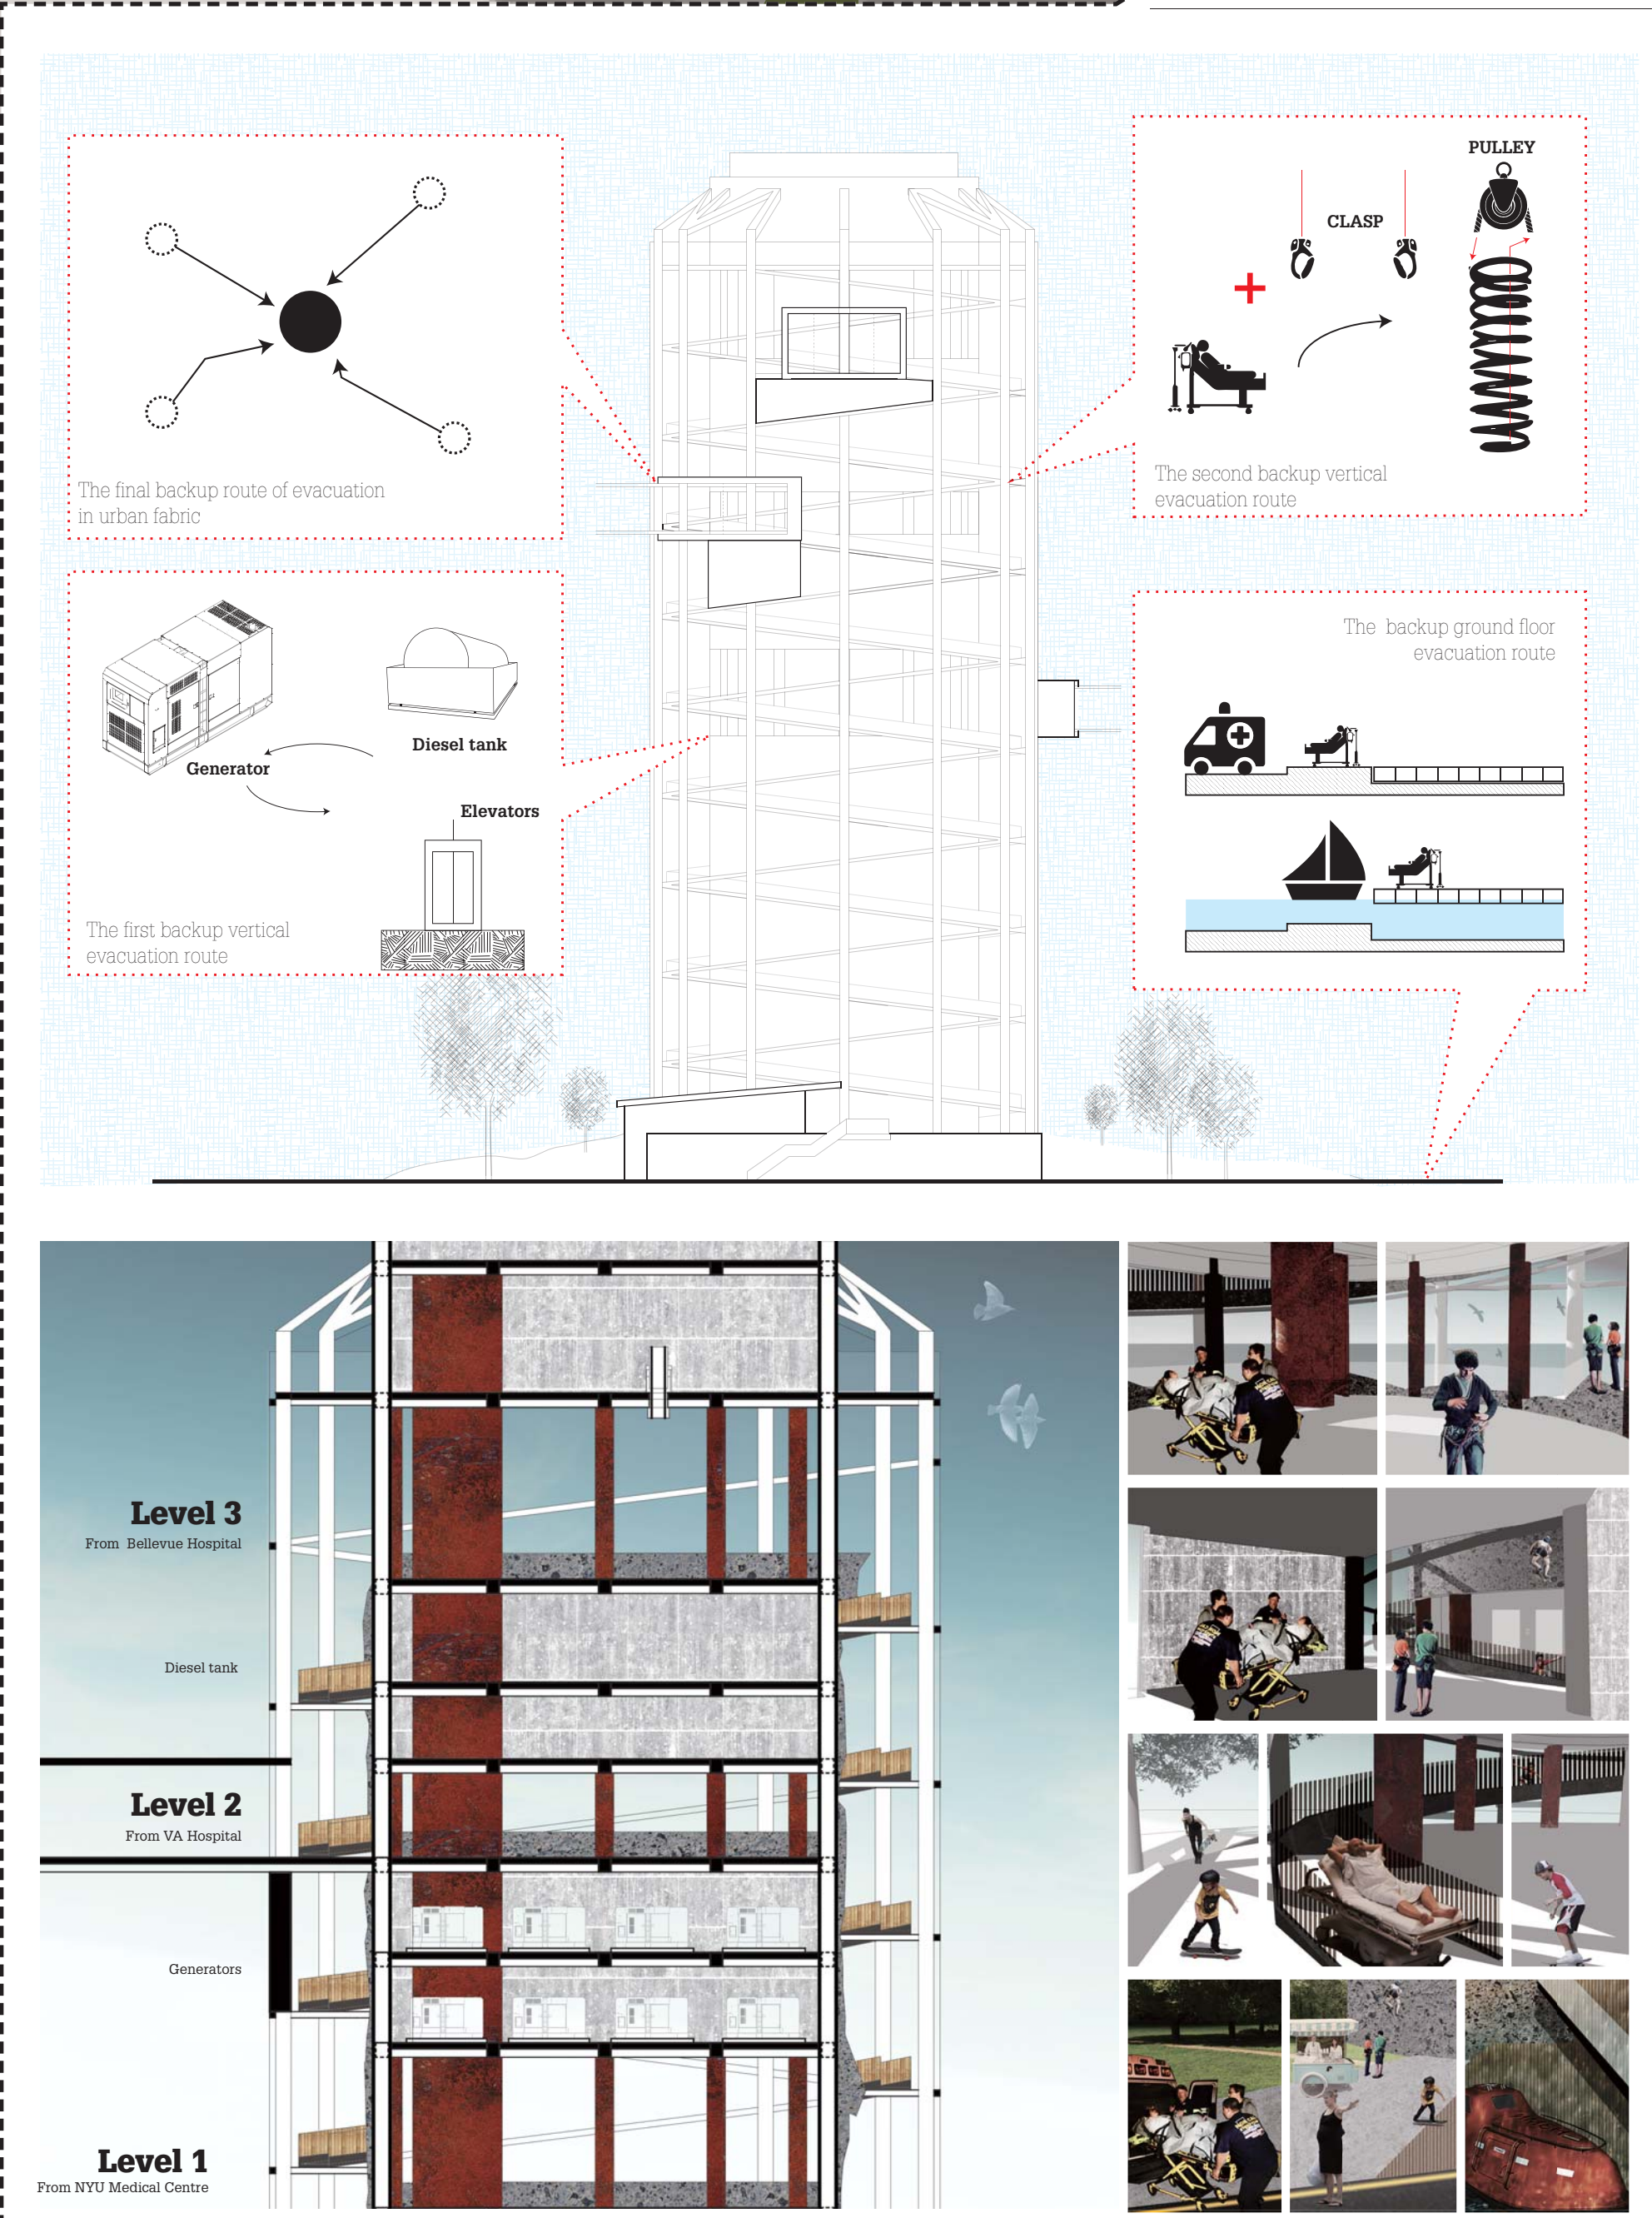 The final backup route of evacuation
in urban fabric
PULLEY
CLASP
The second backup vertical
evacuation route
Diesel tank
Generator
Elevators
The first backup vertical
evacuation route
The backup ground floor
evacuation route
Level 3
From Bellevue Hospital
Diesel tank
Level 2
From VA Hospital
Generators
Level 1
From NYU Medical Centre